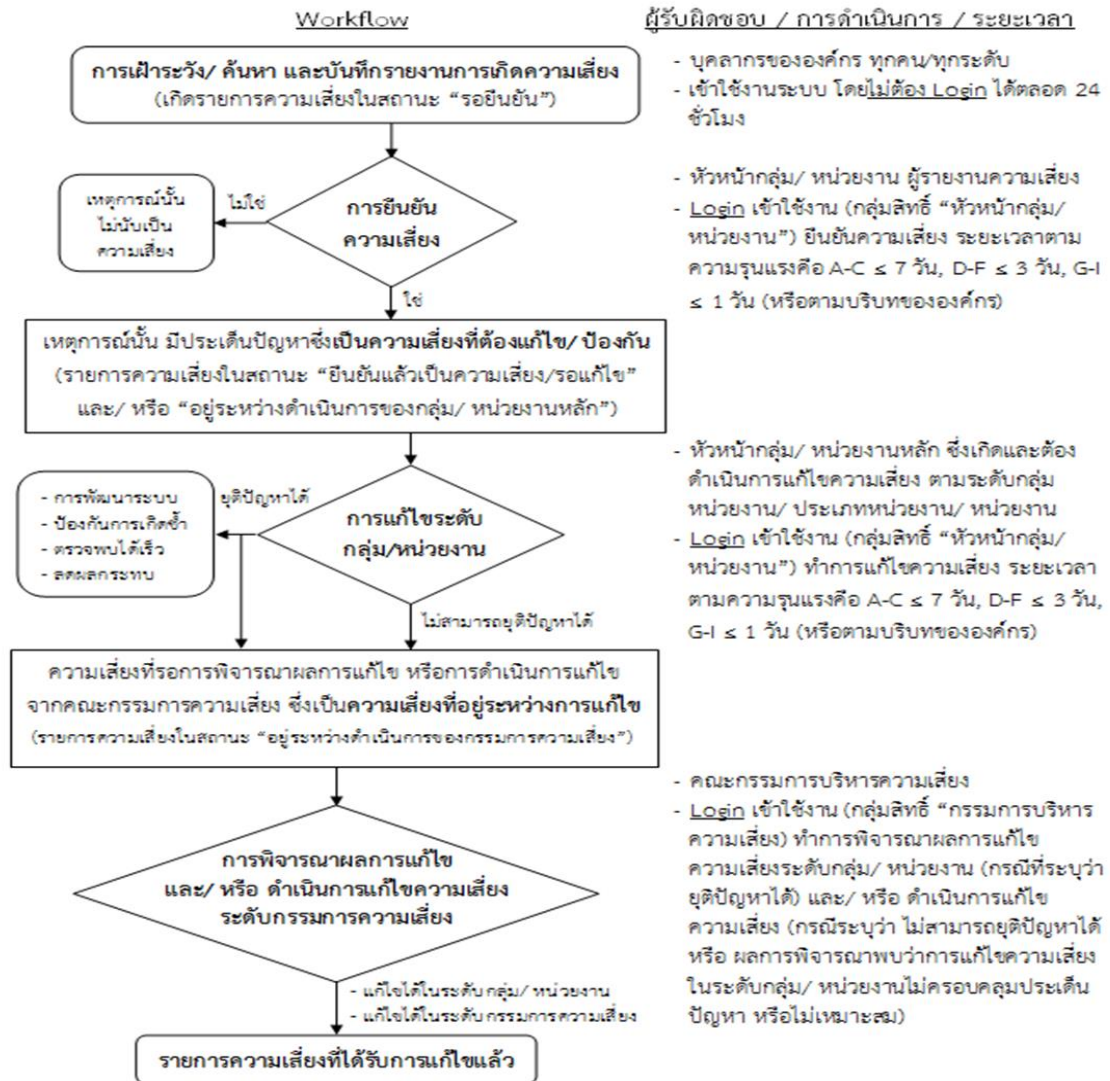 Workflow
ผู้รับผิดชอบ / การดำเนินการ / ระยะเวลา
การเฝ้าระวัง/ ค้นหา และบันทึกรายงานการเกิดความเสี่ยง
(เกิดรายการความเสี่ยงในสถานะ “รอยืนยัน”)
- บุคลากรขององค์กร ทุกคน/ทุกระดับ
- เข้าใช้งานระบบ โดยไม่ต้อง Login ได้ตลอด 24
ชั่วโมง
การยืนยัน
ความเสี่ยง
ไม่ใช่
เหตุการณ์นั้น
ไม่นับเป็น
ความเสี่ยง
ใช่
- หัวหน้ากลุ่ม/ หน่วยงาน ผู้รายงานความเสี่ยง
- Login เข้าใช้งาน (กลุ่มสิทธิ์ “หัวหน้ากลุ่ม/
หน่วยงาน”) ยืนยันความเสี่ยง ระยะเวลาตาม
ความรุนแรงคือ A-C ≤ 7 วัน, D-F ≤ 3 วัน, G-I
≤ 1 วัน (หรือตามบริบทขององค์กร)
เหตุการณ์นั้น มีประเด็นปัญหาซึ่งเป็นความเสี่ยงที่ต้องแก้ไข/ ป้องกัน
(รายการความเสี่ยงในสถานะ “ยืนยันแล้วเป็นความเสี่ยง/รอแก้ไข”
และ/ หรือ “อยู่ระหว่างดำเนินการของกลุ่ม/ หน่วยงานหลัก”)
การแก้ไขระดับ
กลุ่ม/หน่วยงาน
ยุติปัญหาได้
- การพัฒนาระบบ
- ป้องกันการเกิดซ้ำ
- ตรวจพบได้เร็ว
- ลดผลกระทบ
ไม่สามารถยุติปัญหาได้
- หัวหน้ากลุ่ม/ หน่วยงานหลัก ซึ่งเกิดและต้อง
ดำเนินการแก้ไขความเสี่ยง ตามระดับกลุ่ม
หน่วยงาน/ ประเภทหน่วยงาน/ หน่วยงาน
- Login เข้าใช้งาน (กลุ่มสิทธิ์ “หัวหน้ากลุ่ม/
หน่วยงาน”) ทำการแก้ไขความเสี่ยง ระยะเวลา
ตามความรุนแรงคือ A-C ≤ 7 วัน, D-F ≤ 3 วัน,
G-I ≤ 1 วัน (หรือตามบริบทขององค์กร)
ความเสี่ยงที่รอการพิจารณาผลการแก้ไข หรือการดำเนินการแก้ไข
จากคณะกรรมการความเสี่ยง ซึ่งเป็นความเสี่ยงที่อยู่ระหว่างการแก้ไข
(รายการความเสี่ยงในสถานะ “อยู่ระหว่างดำเนินการของกรรมการความเสี่ยง”)
การพิจารณาผลการแก้ไข
และ/ หรือ ดำเนินการแก้ไขความเสี่ยง
ระดับกรรมการความเสี่ยง
- คณะกรรมการบริหารความเสี่ยง
- Login เข้าใช้งาน (กลุ่มสิทธิ์ “กรรมการบริหาร
ความเสี่ยง) ทำการพิจารณาผลการแก้ไข
ความเสี่ยงระดับกลุ่ม/ หน่วยงาน (กรณีที่ระบุว่า
ยุติปัญหาได้) และ/ หรือ ดำเนินการแก้ไข
ความเสี่ยง (กรณีระบุว่า ไม่สามารถยุติปัญหาได้
หรือ ผลการพิจารณาพบว่าการแก้ไขความเสี่ยง
ในระดับกลุ่ม/ หน่วยงานไม่ครอบคลุมประเด็น
ปัญหา หรือไม่เหมาะสม)
- แก้ไขได้ในระดับ กลุ่ม/ หน่วยงาน
- แก้ไขได้ในระดับ กรรมการความเสี่ยง
รายการความเสี่ยงที่ได้รับการแก้ไขแล้ว